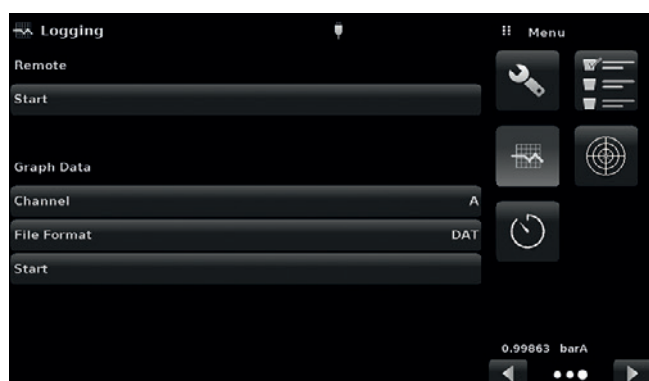 Logging
Menu
Remote
Start
Graph Data
Channel A
File Format DAT
Start
0.99863 barA